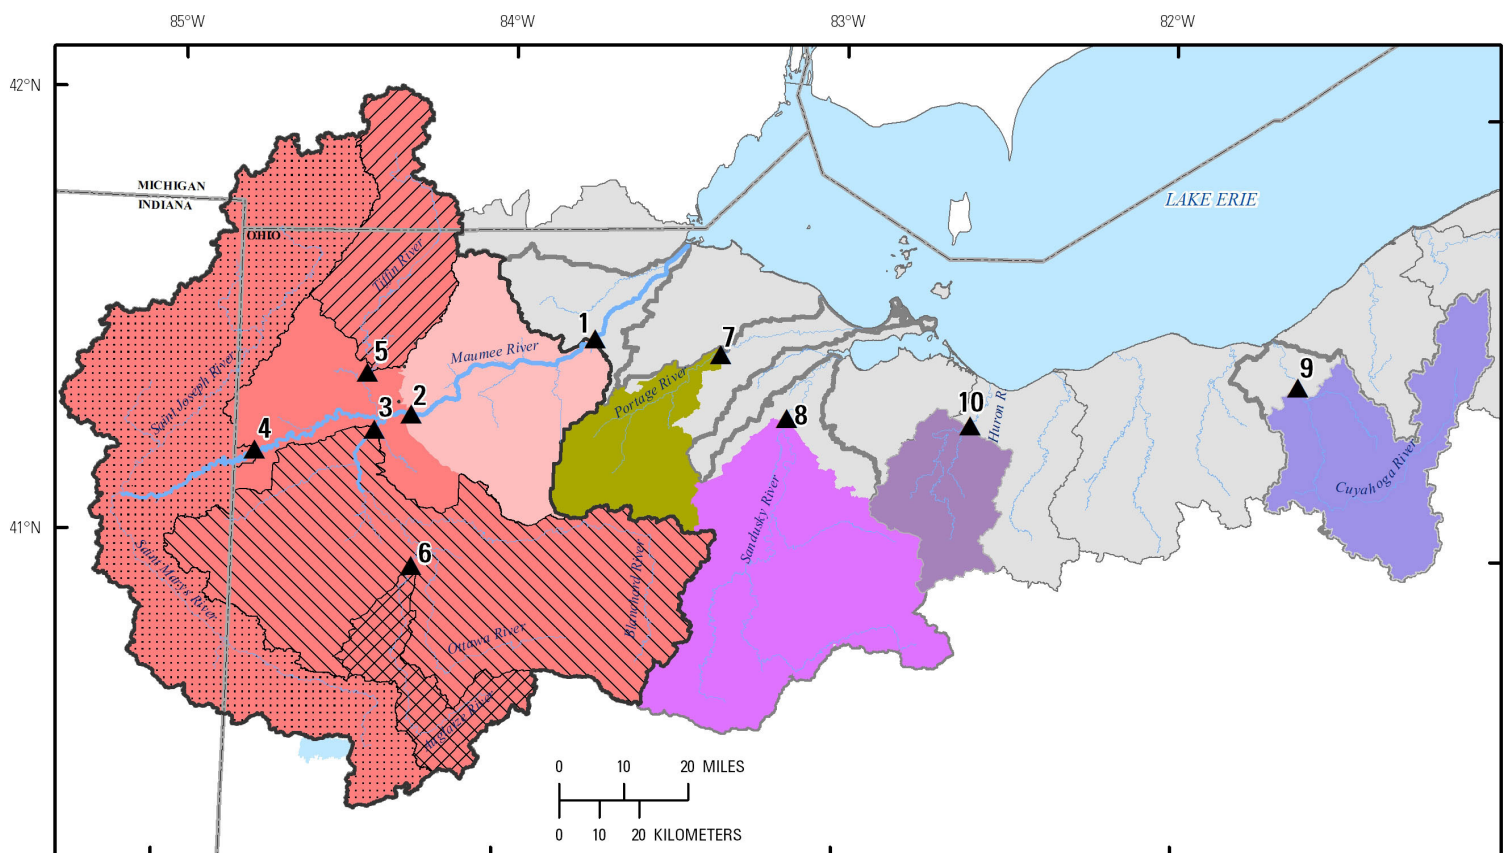 85°W 84°W 83°W 82°W
42°N
MICHIGAN
INDIANA
OHIO
LAKE ERIE
Tiffin River
1
Maumee River
7
5
Saint Joseph River
Portage River
9
2
3
10
Huron R
8
4
Cuyahoga River
Sandusky River
41°N
6
Saint Marys River
Blanchard River
Ottawa River
Auglaize River
0 10 20 MILES
0 10 20 KILOMETERS